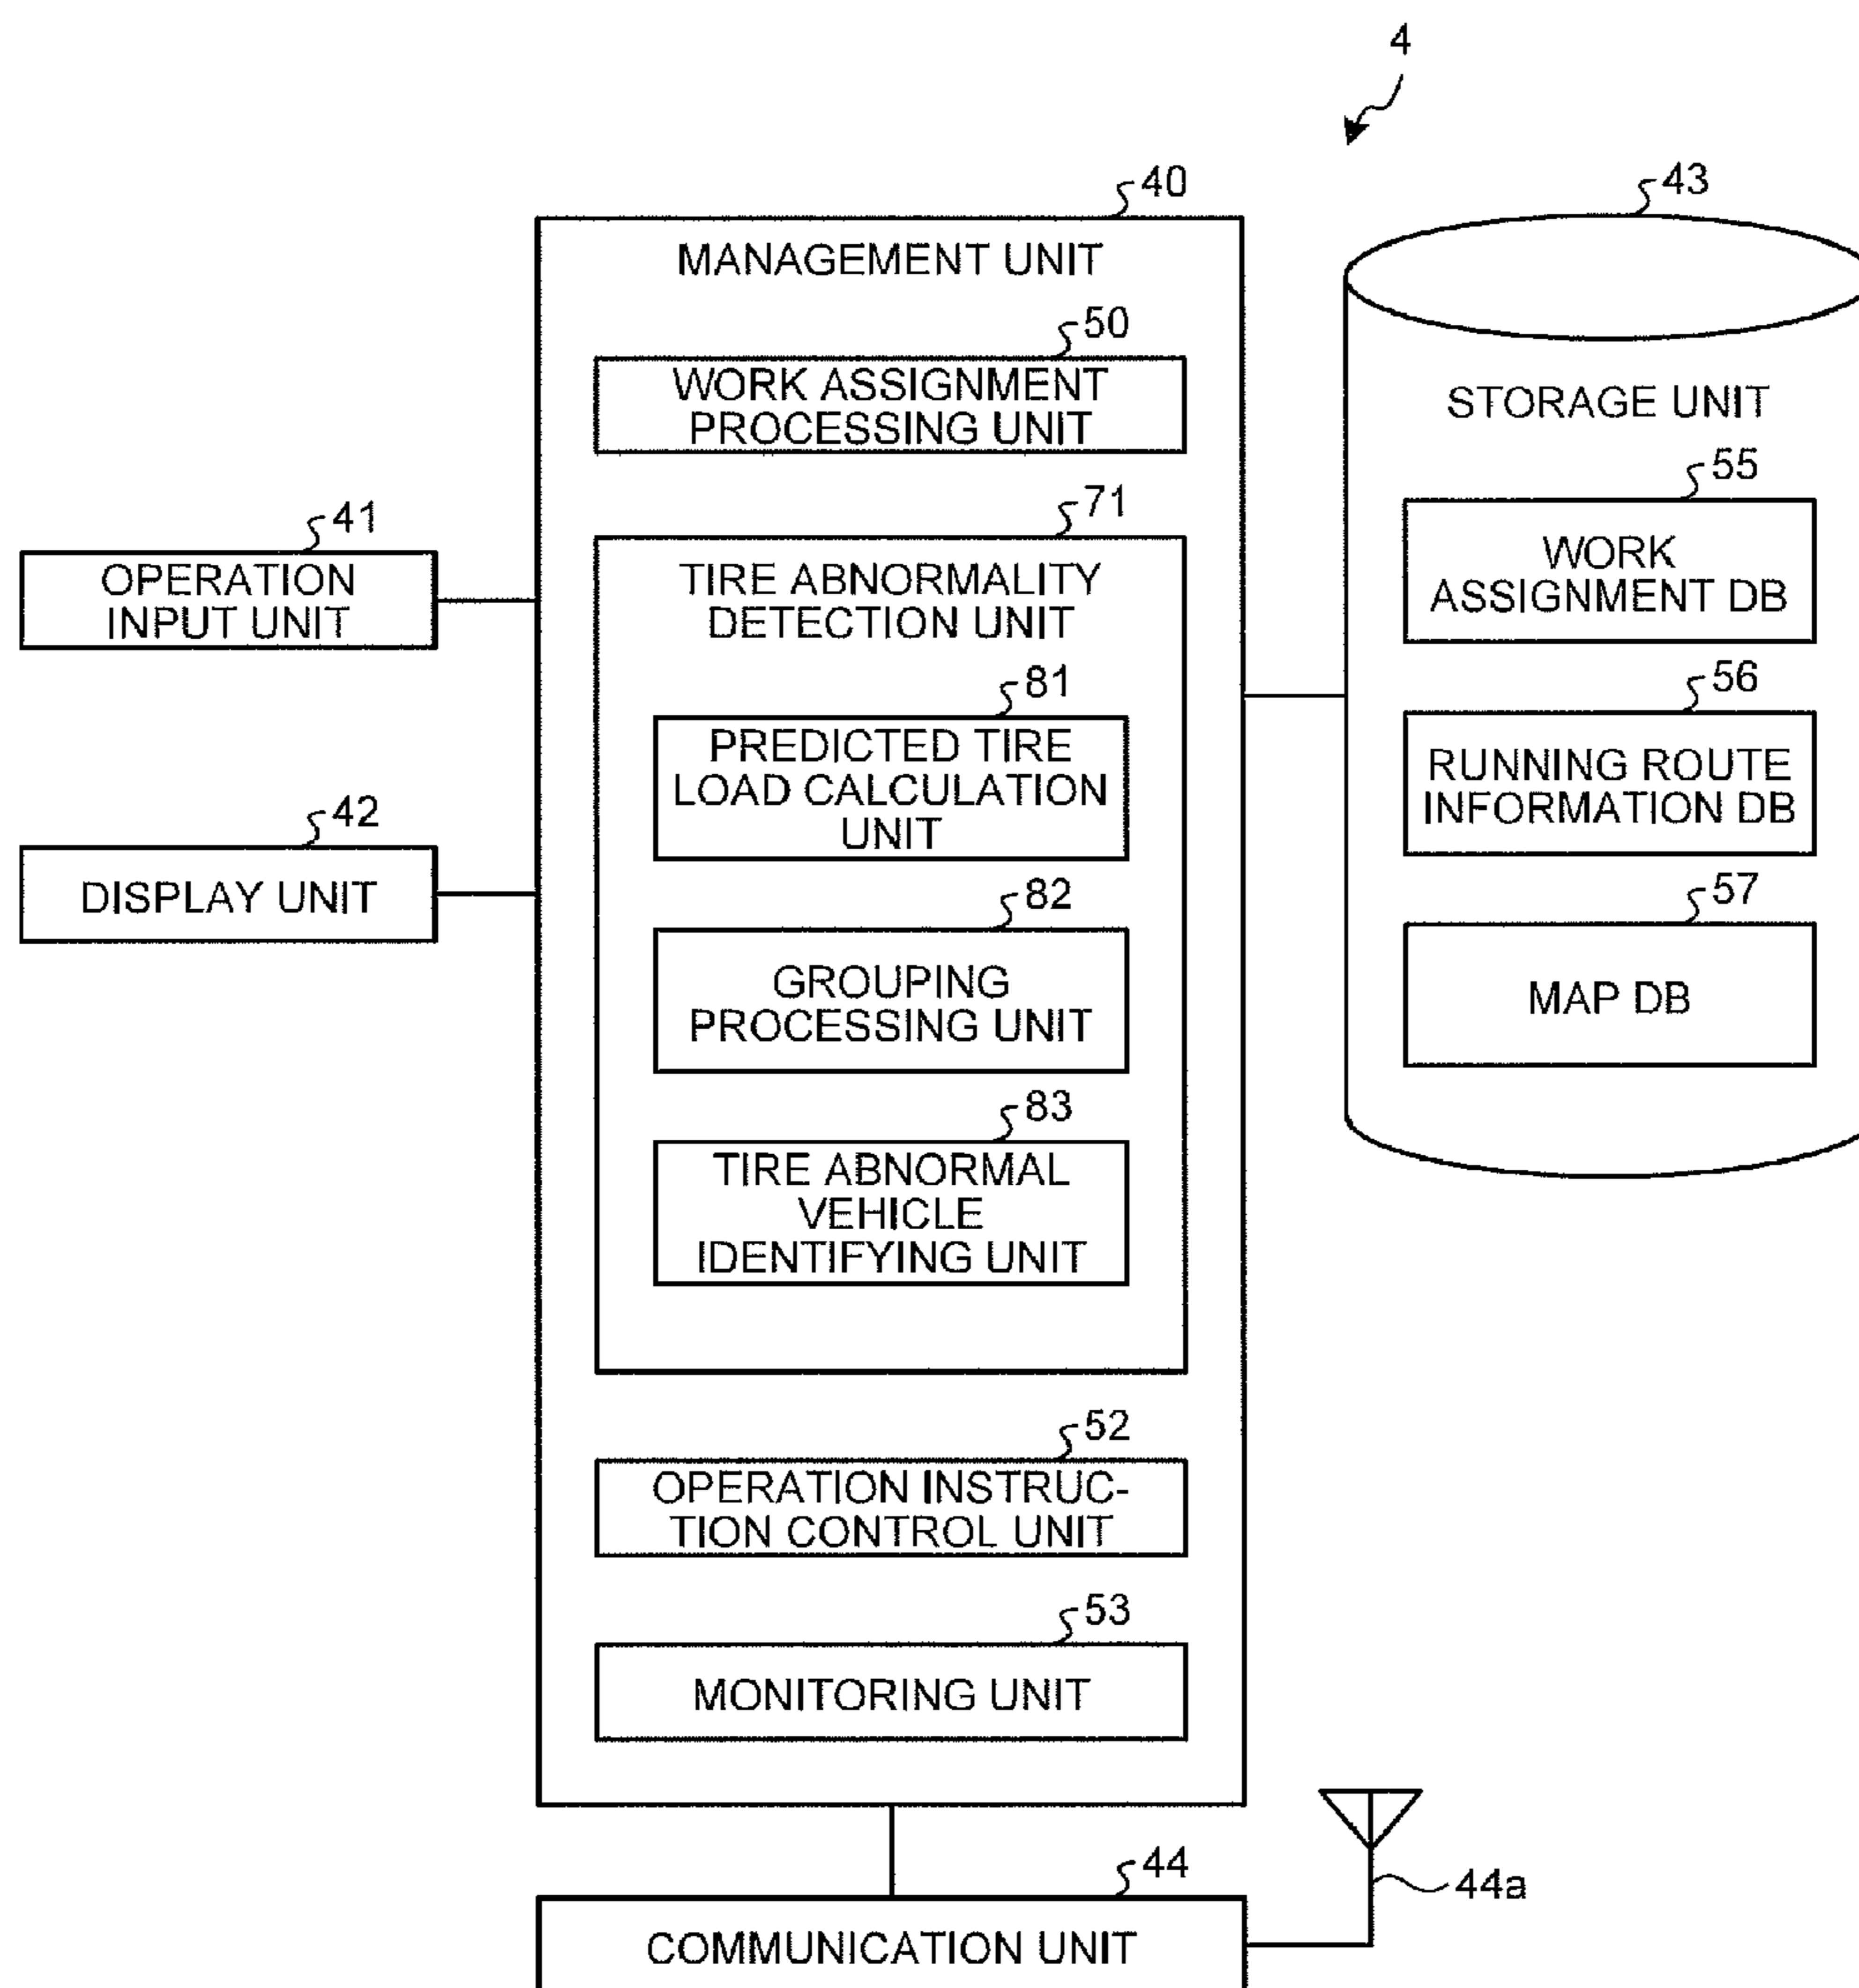 4
40
MANAGEMENT UNIT
50
WORK ASSIGNMENT
PROCESSING UNIT
71
TIRE ABNORMALITY
DETECTION UNIT
81
PREDICTED TIRE
LOAD CALCULATION
UNIT
82
GROUPING
PROCESSING UNIT
83
TIRE ABNORMAL
VEHICLE
IDENTIFYING UNIT
52
OPERATION INSTRUC-
TION CONTROL UNIT
53
MONITORING UNIT
41
OPERATION
INPUT UNIT
42
DISPLAY UNIT
43
STORAGE UNIT
55
WORK
ASSIGNMENT DB
56
RUNNING ROUTE
INFORMATION DB
57
MAP DB
44
COMMUNICATION UNIT
44a